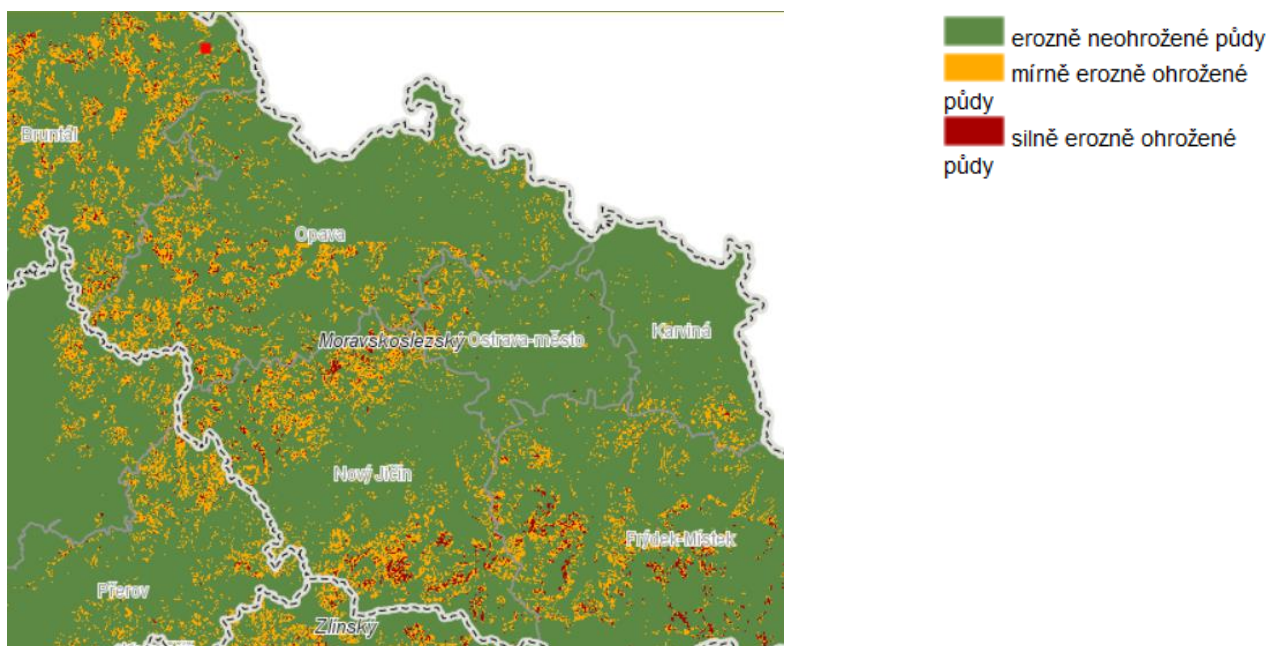 erozně neohrožené půdy
mírně erozně ohrožené
půdy
silně erozně ohrožené
půdy
Bruntál
Opava
Moravskoslezský Ostrava-město
Karviná
Nový Jičín
Frýdek-Místek
Přerov
Zlínský